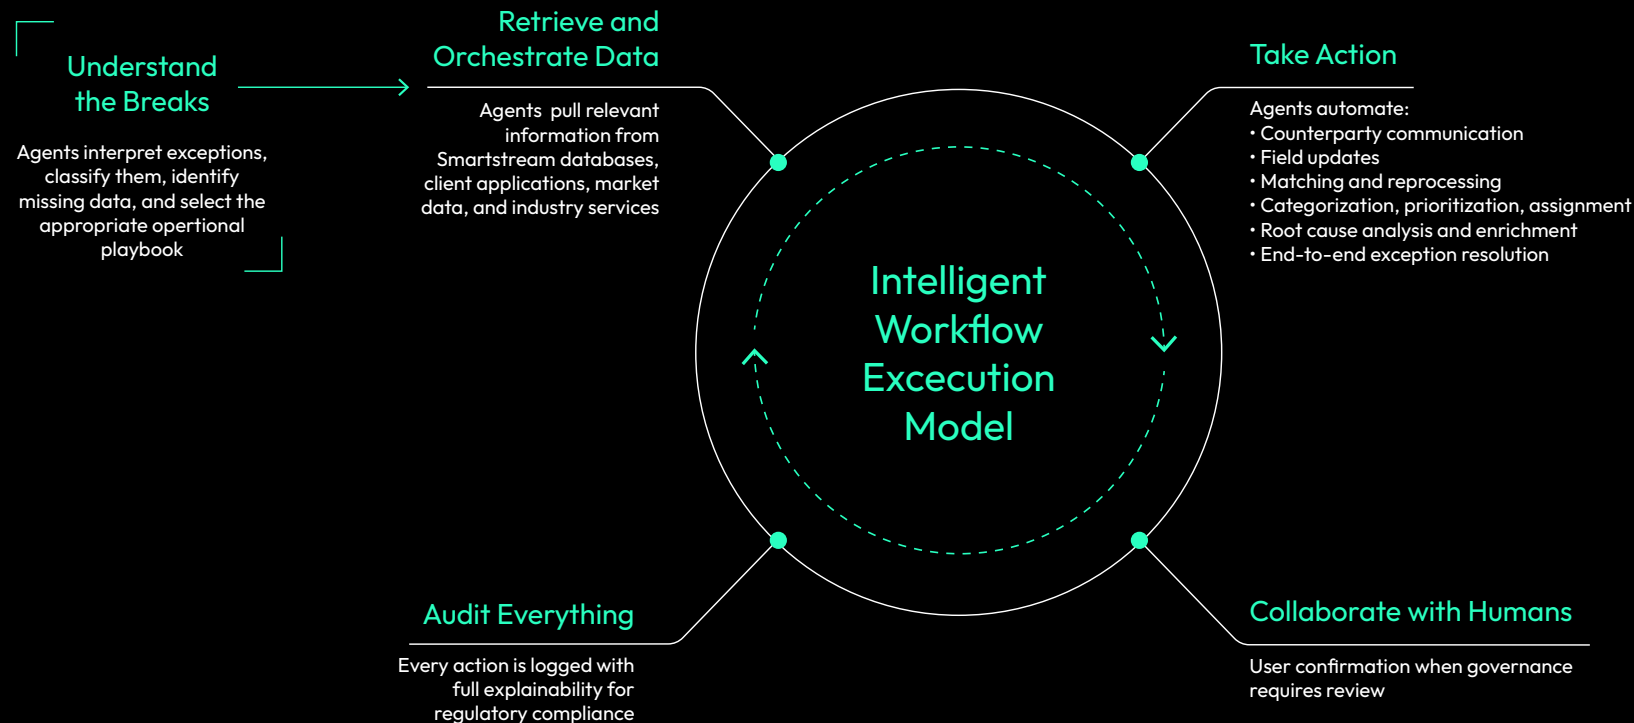 Understand
the Breaks
Agents interpret exceptions,
classify them, identify
missing data, and select the
appropriate opertional
playbook
Retrieve and
Orchestrate Data
Agents pull relevant
information from
Smartstream databases,
client applications, market
data, and industry services
Take Action
Agents automate:
• Counterparty communication
• Field updates
• Matching and reprocessing
• Categorization, prioritization, assignment
• Root cause analysis and enrichment
• End-to-end exception resolution
Intelligent
Workflow
Excecution
Model
Audit Everything
Every action is logged with
full explainability for
regulatory compliance
Collaborate with Humans
User confirmation when governance
requires review